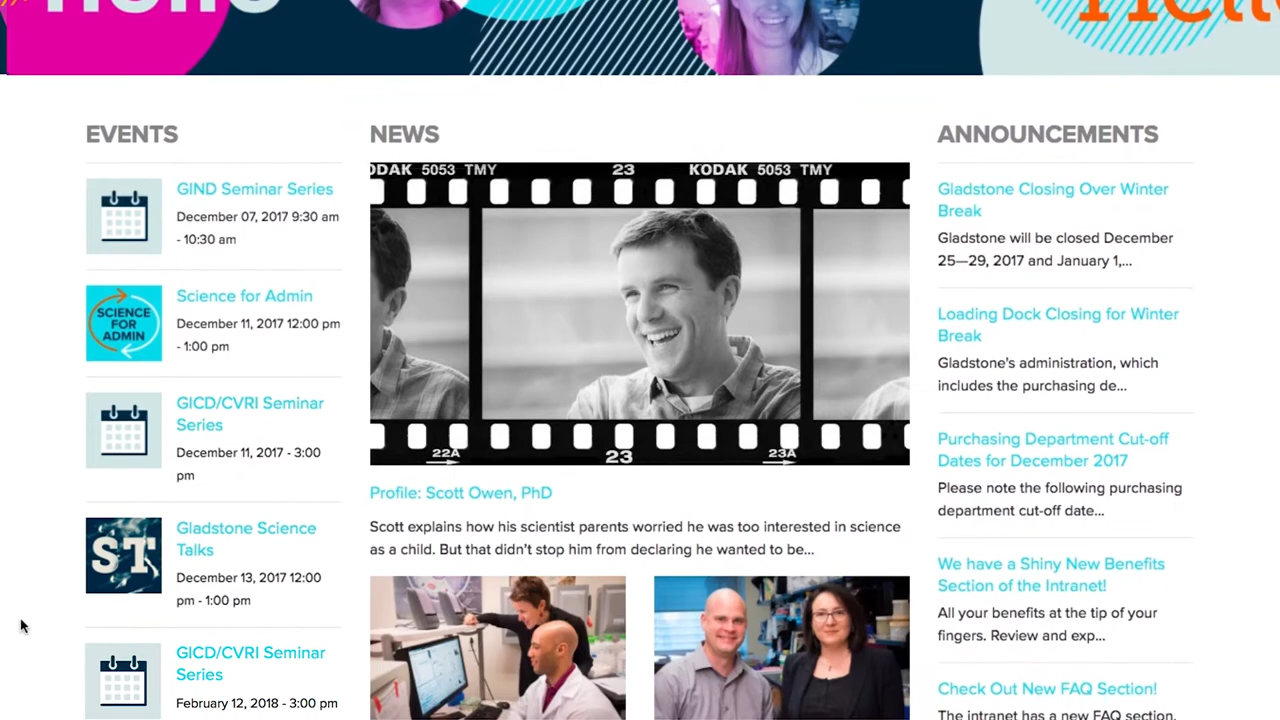 Hello
Hello
EVENTS
GIND Seminar Series
December 07, 2017 9:30 am
- 10:30 am
SCIENCE
FOR
ADMIN
Science for Admin
December 11, 2017 12:00 pm
- 1:00 pm
GICD/CVRI Seminar
Series
December 11, 2017 - 3:00
pm
ST
Gladstone Science
Talks
December 13, 2017 12:00
pm - 1:00 pm
GICD/CVRI Seminar
Series
February 12, 2018 - 3:00 pm
NEWS
KODAK 5053 TMY 23 KODAK 5053 TMY
22A 23 23A
Profile: Scott Owen, PhD
Scott explains how his scientist parents worried he was too interested in science
as a child. But that didn't stop him from declaring he wanted to be...
ANNOUNCEMENTS
Gladstone Closing Over Winter
Break
Gladstone will be closed December
25—29, 2017 and January 1,...
Loading Dock Closing for Winter
Break
Gladstone's administration, which
includes the purchasing de...
Purchasing Department Cut-off
Dates for December 2017
Please note the following purchasing
department cut-off date...
We have a Shiny New Benefits
Section of the Intranet!
All your benefits at the tip of your
fingers. Review and exp...
Check Out New FAQ Section!
The intranet has a new FAQ section.